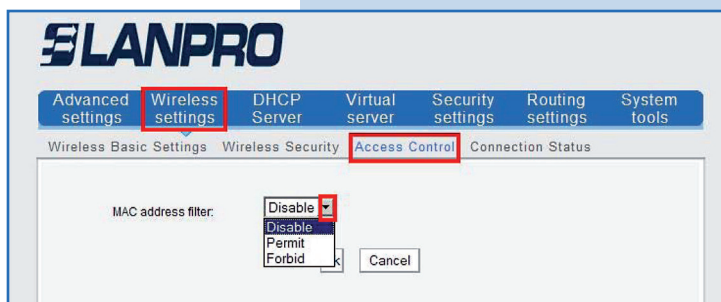 LANPRO
Advanced settings Wireless settings DHCP Server Virtual server Security settings Routing settings System tools
Wireless Basic Settings Wireless Security Access Control Connection Status
MAC address filter: Disable
Disable
Permit
Forbid
Cancel